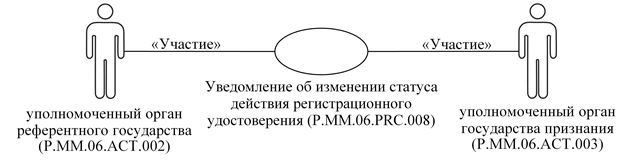 «Участие»
«Участие»
Уведомление об изменении статуса
действия регистрационного
удостоверения (P.MM.06.PRC.008)
уполномоченный орган
референтного государства
(P.MM.06.ACT.002)
уполномоченный орган
государства признания
(P.MM.06.ACT.003)